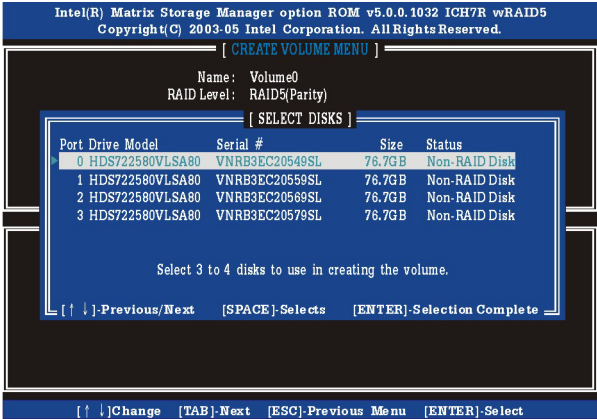 Intel(R) Matrix Storage Manager option ROM v5.0.0.1032 ICH7R wRAID5
Copyright(C) 2003-05 Intel Corporation. All Rights Reserved.
[ CREATE VOLUME MENU ]
Name: Volume0
RAID Level: RAID5(Parity)
[ SELECT DISKS ]
Port Drive Model Serial # Size Status
0 HDS722580VLSA80 VNRB3EC20549SL 76.7GB Non-RAID Disk
1 HDS722580VLSA80 VNRB3EC20559SL 76.7GB Non-RAID Disk
2 HDS722580VLSA80 VNRB3EC20569SL 76.7GB Non-RAID Disk
3 HDS722580VLSA80 VNRB3EC20579SL 76.7GB Non-RAID Disk
Select 3 to 4 disks to use in creating the volume.
[↑ ↓]-Previous/Next [SPACE]-Selects [ENTER]-Selection Complete
[↑ ↓]Change [TAB]-Next [ESC]-Previous Menu [ENTER]-Select